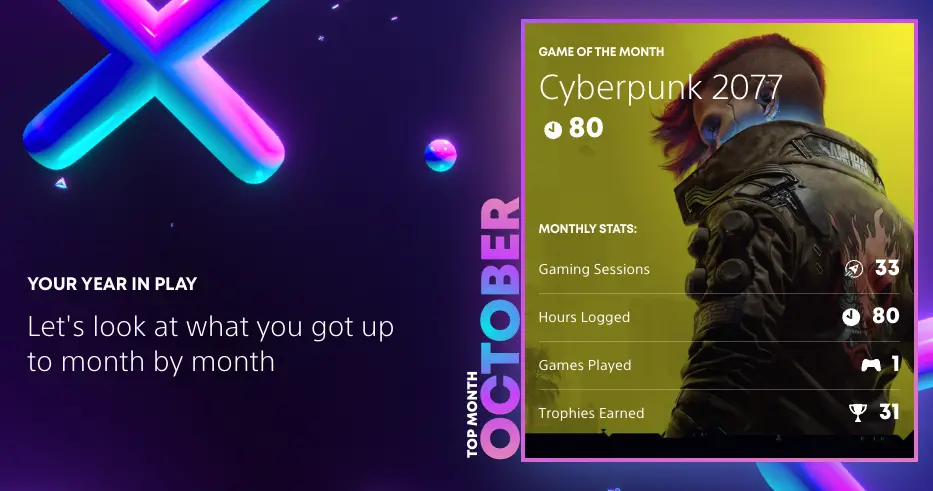 YOUR YEAR IN PLAY
Let's look at what you got up
to month by month
TOP MONTH
OCTOBER
GAME OF THE MONTH
Cyberpunk 2077
80
SAMURAI
MONTHLY STATS:
Gaming Sessions 33
Hours Logged 80
Games Played 1
Trophies Earned 31